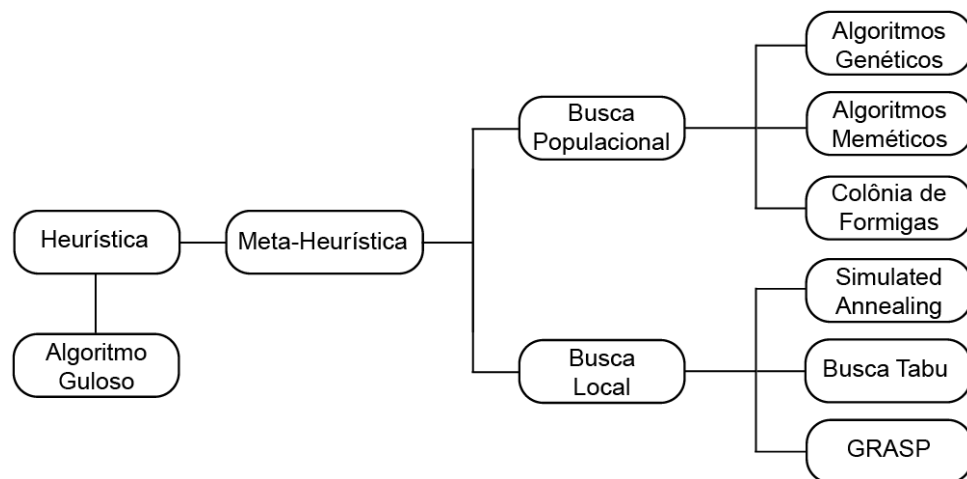 Heurística
Algoritmo
Guloso
Meta-Heurística
Busca
Populacional
Algoritmos
Genéticos
Algoritmos
Meméticos
Colônia de
Formigas
Busca
Local
Simulated
Annealing
Busca Tabu
GRASP